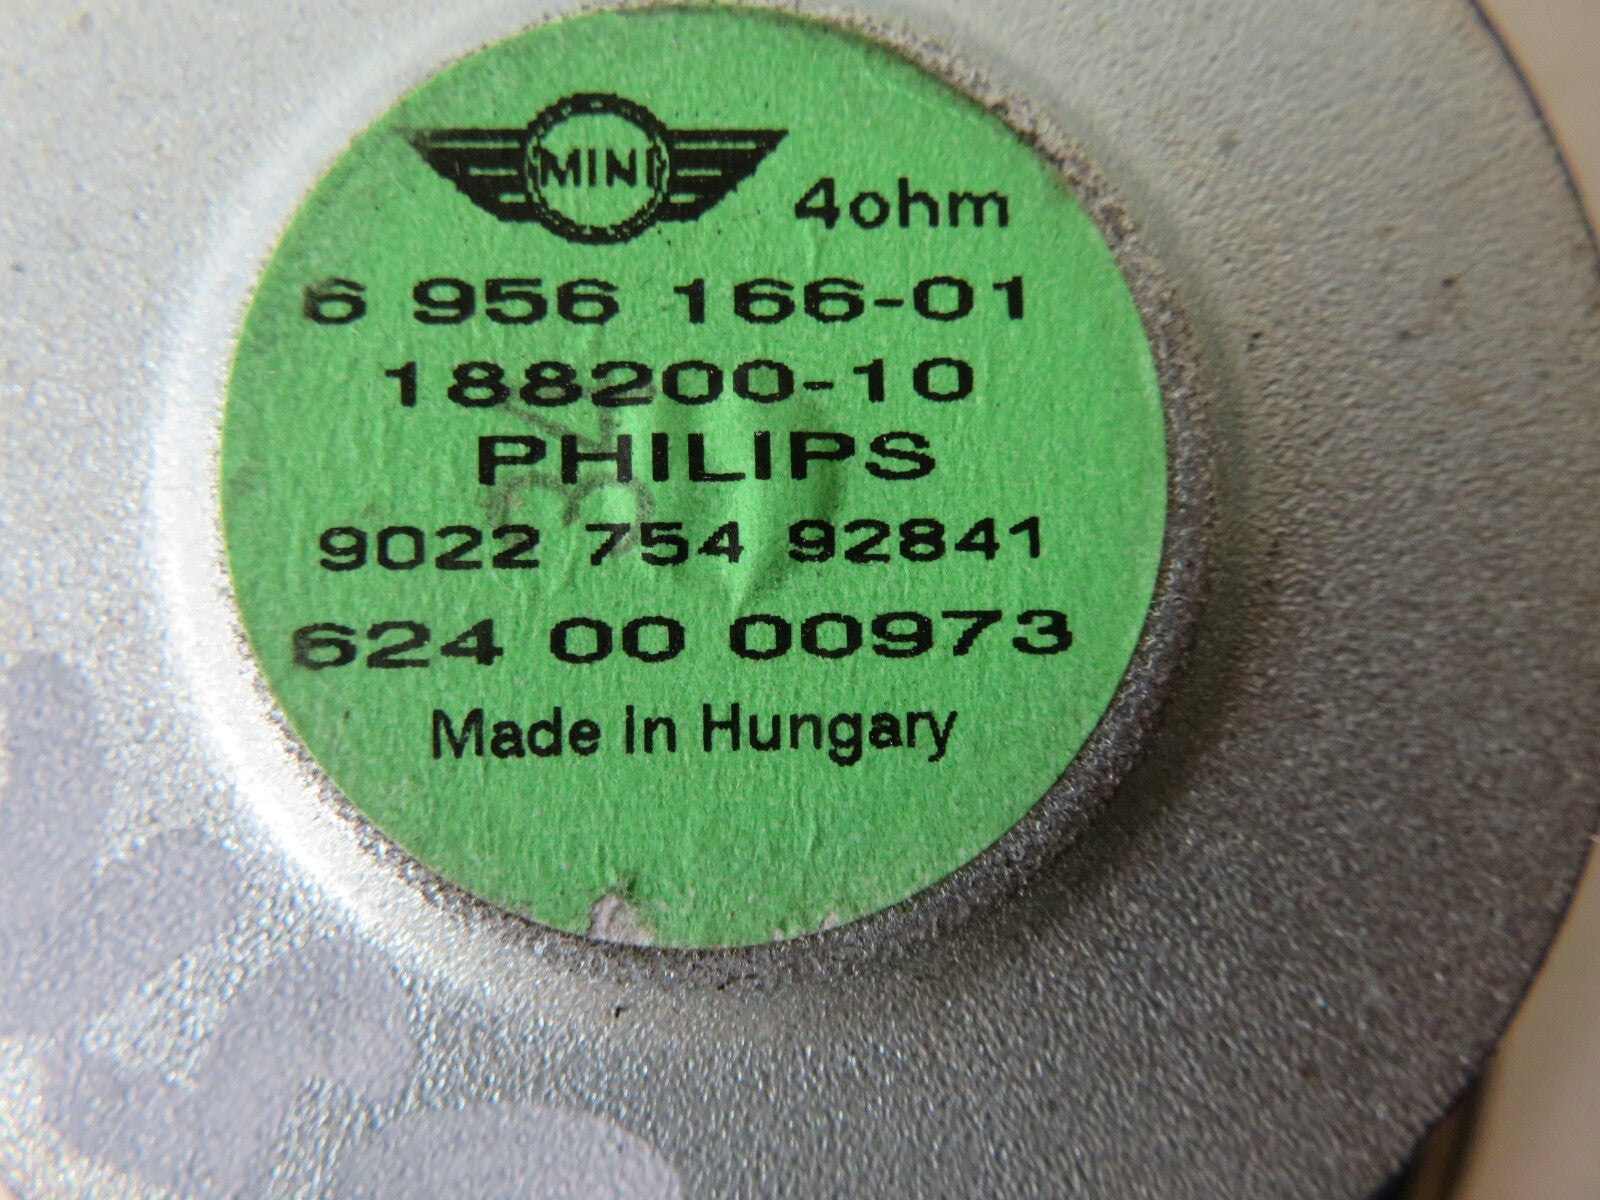 MINI
4ohm
6 956 166-01
188200-10
PHILIPS
9022 754 92841
624 00 00973
Made In Hungary